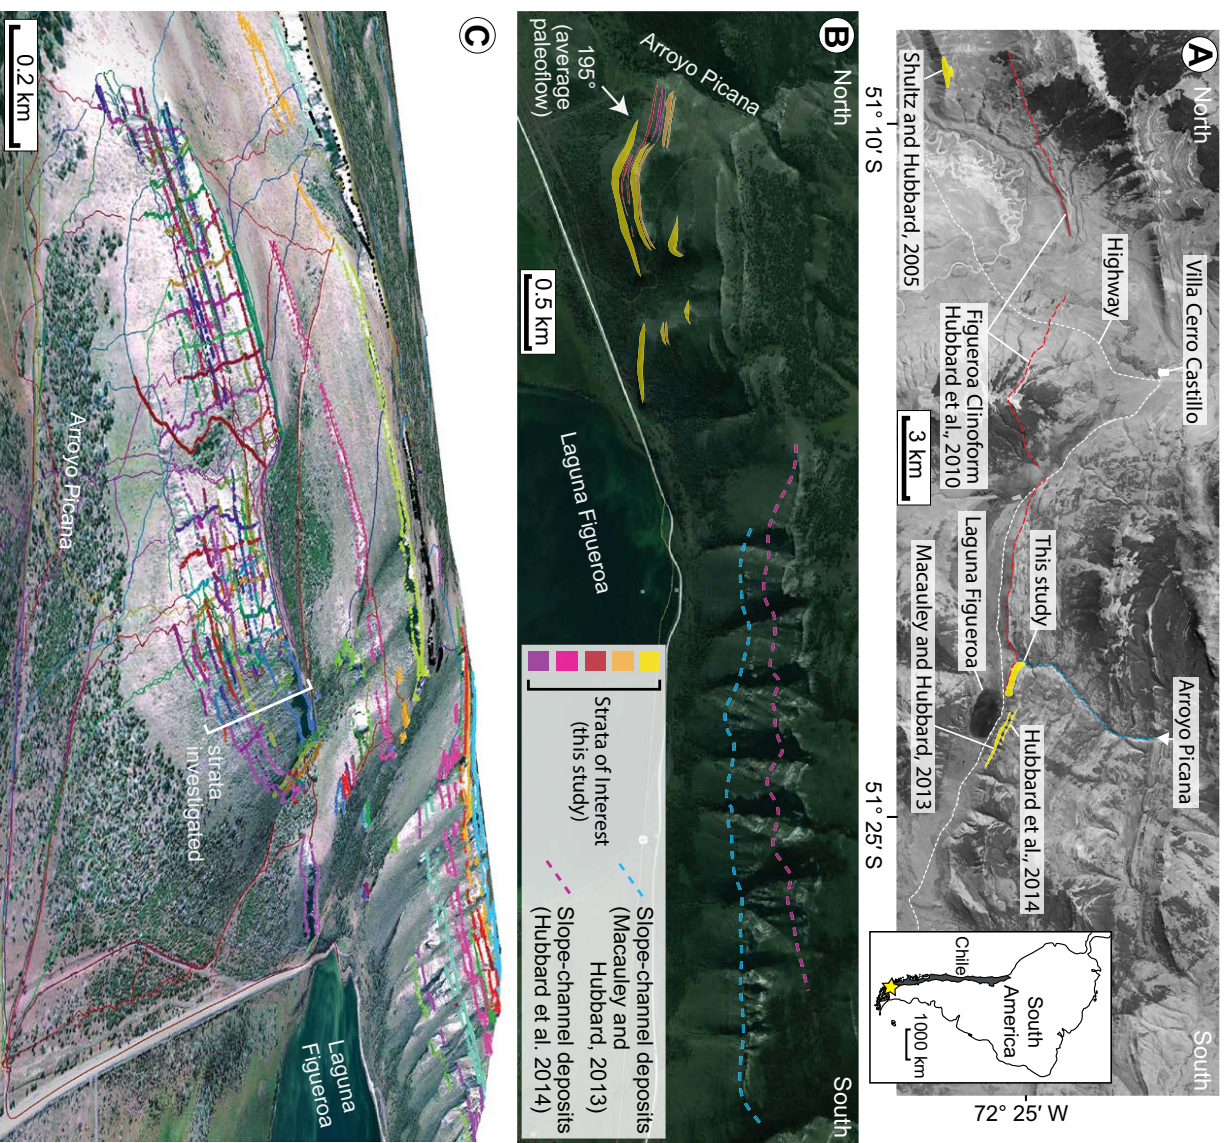 A
North
South
51° 10′ S
51° 25′ S
72° 25′ W
Shultz and Hubbard, 2005
Highway
Villa Cerro Castillo
Figueroa Clinoform
Hubbard et al., 2010
3 km
This study
Laguna Figueroa
Macauley and Hubbard, 2013
Hubbard et al., 2014
Arroyo Picana
Chile
South
America
1000 km
B
North
South
Arroyo Picana
195°
(average
paleoflow)
0.5 km
Laguna Figueroa
Strata of Interest
(this study)
Slope-channel deposits
(Macauley and
Hubbard, 2013)
Slope-channel deposits
(Hubbard et al. 2014)
C
0.2 km
Arroyo Picana
strata
investigated
Laguna
Figueroa